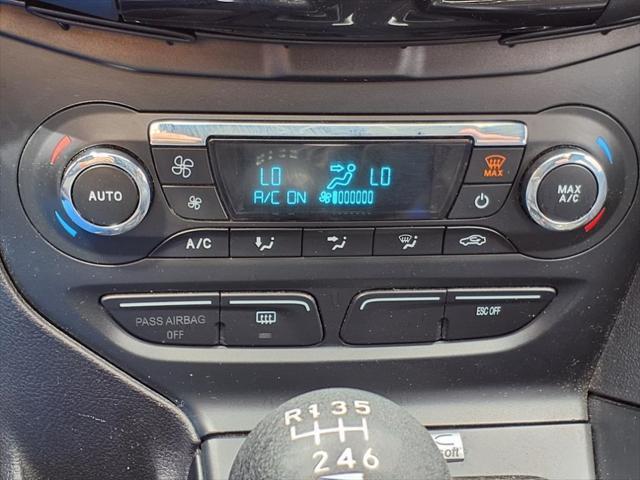 LO LO
A/C ON
AUTO
MAX
MAX A/C
A/C
PASS AIRBAG
OFF
ESC OFF
R 1 3 5
2 4 6